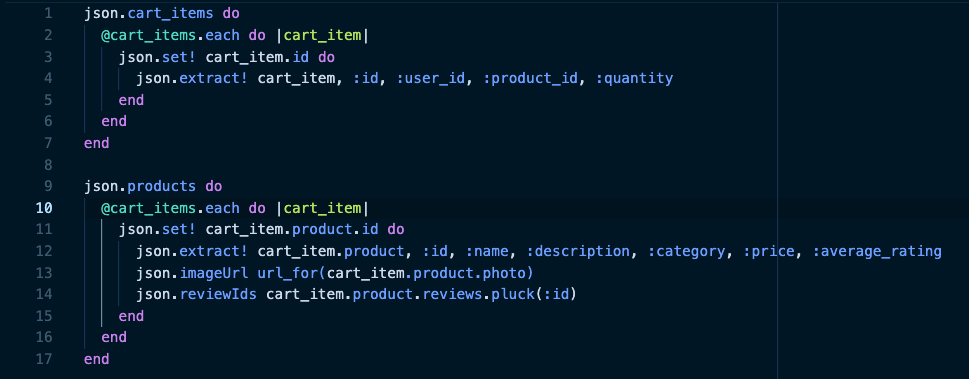 1 json.cart_items do
2   @cart_items.each do |cart_item|
3     json.set! cart_item.id do
4       json.extract! cart_item, :id, :user_id, :product_id, :quantity
5     end
6   end
7 end
8
9 json.products do
10   @cart_items.each do |cart_item|
11     json.set! cart_item.product.id do
12       json.extract! cart_item.product, :id, :name, :description, :category, :price, :average_rating
13       json.imageUrl url_for(cart_item.product.photo)
14       json.reviewIds cart_item.product.reviews.pluck(:id)
15     end
16   end
17 end